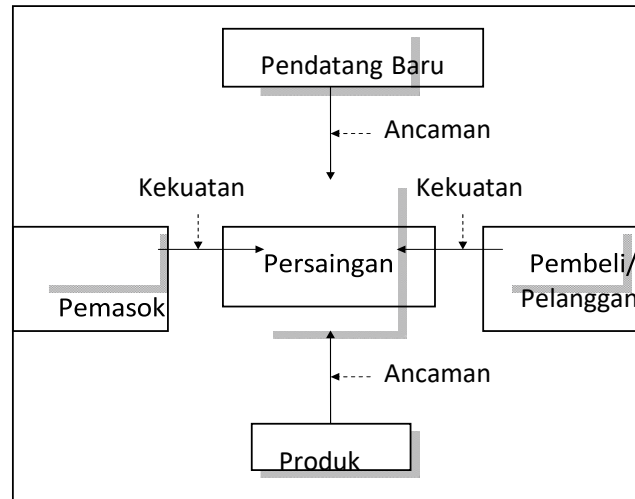 Pendatang Baru
Ancaman
Kekuatan
Kekuatan
Persaingan
Pembeli/
Pemasok
Pelanggan
Ancaman
Produk